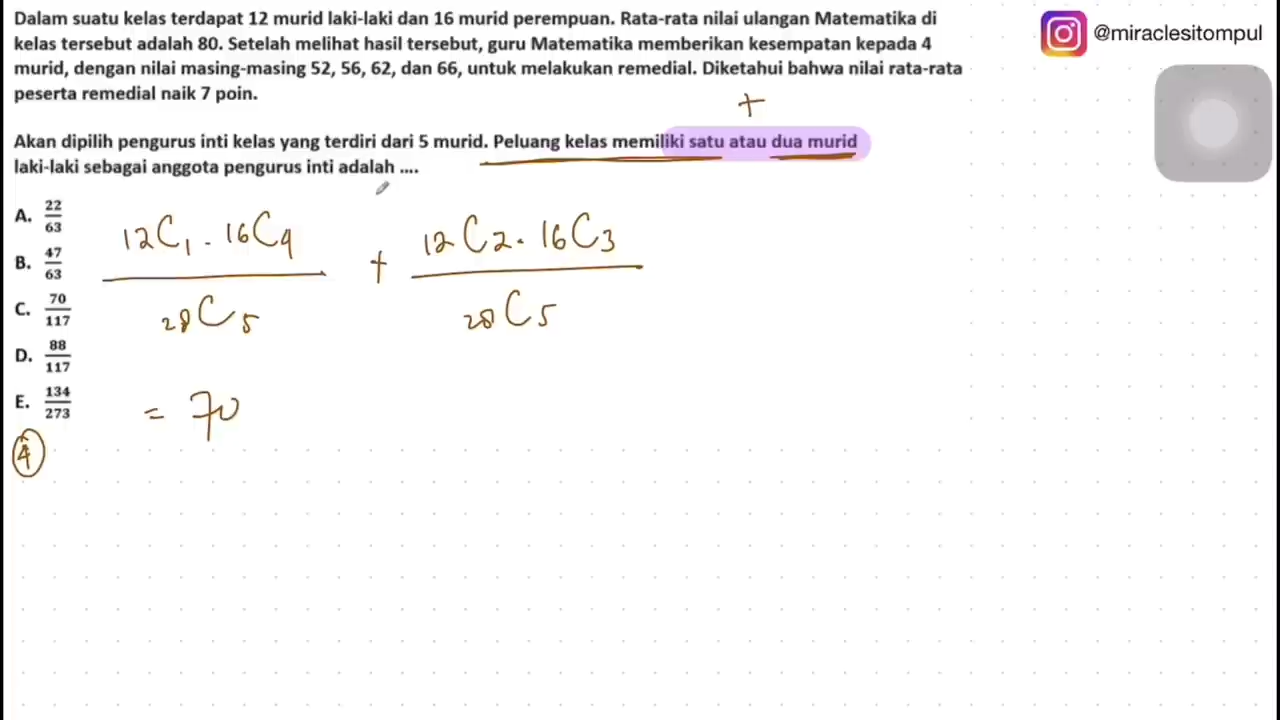 Dalam suatu kelas terdapat 12 murid laki-laki dan 16 murid perempuan. Rata-rata nilai ulangan Matematika di
kelas tersebut adalah 80. Setelah melihat hasil tersebut, guru Matematika memberikan kesempatan kepada 4
murid, dengan nilai masing-masing 52, 56, 62, dan 66, untuk melakukan remedial. Diketahui bahwa nilai rata-rata
peserta remedial naik 7 poin.
@miraclesitompul
+
Akan dipilih pengurus inti kelas yang terdiri dari 5 murid. Peluang kelas memiliki satu atau dua murid
laki-laki sebagai anggota pengurus inti adalah ....
A. 22/63
B. 47/63
C. 70/117
D. 88/117
E. 134/273
12C1 . 16C4 / 28C5 + 12C2 . 16C3 / 28C5
= 70
4